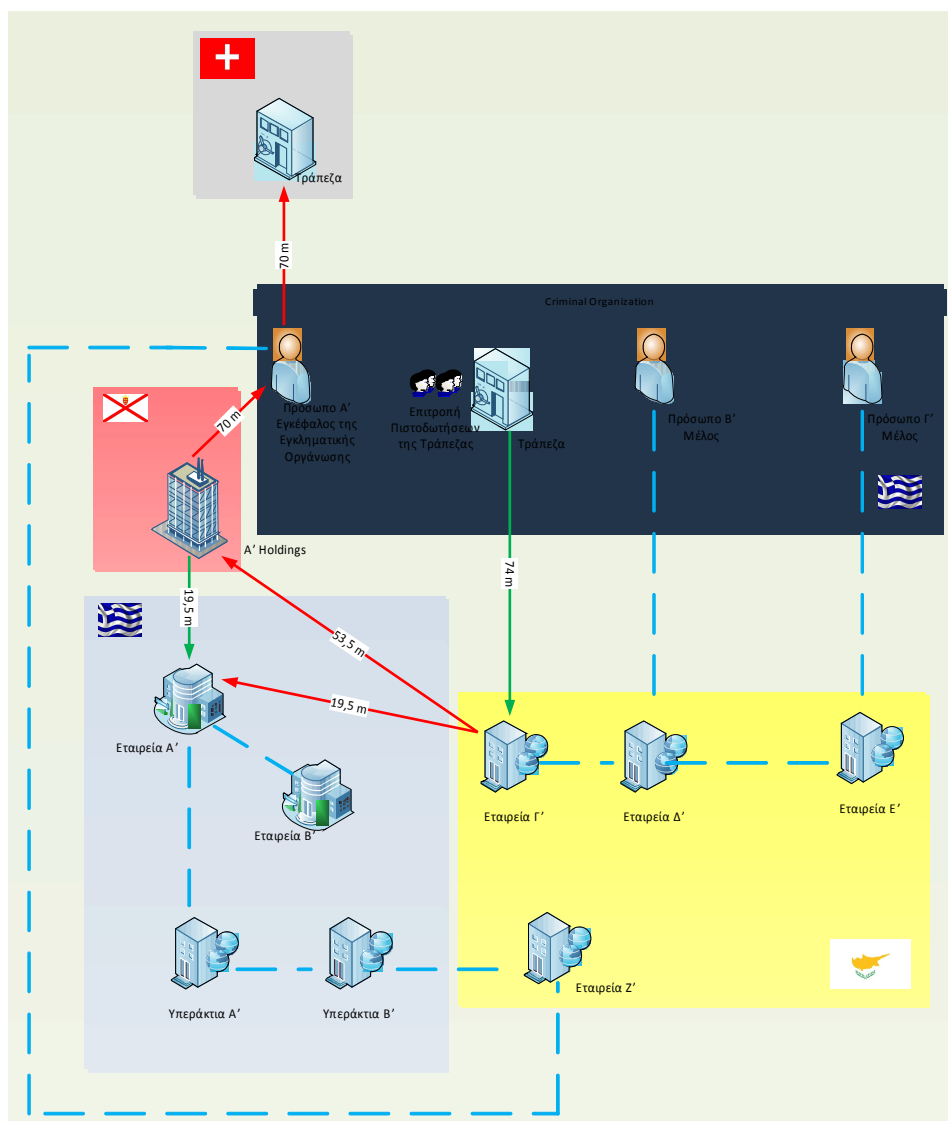 Τράπεζα
70 m
Criminal Organization
Πρόσωπο Α’
Εγκέφαλος της
Εγκληματικής
Οργάνωσης
Επιτροπή
Πιστοδωτήσεων
της Τράπεζας
Τράπεζα
Πρόσωπο Β’
Μέλος
Πρόσωπο Γ’
Μέλος
70 m
A’ Holdings
19,5 m
74 m
53,5 m
19,5 m
Εταιρεία Α’
Εταιρεία Β’
Εταιρεία Γ’
Εταιρεία Δ’
Εταιρεία Ε’
Υπεράκτια Α’
Υπεράκτια Β’
Εταιρεία Ζ’